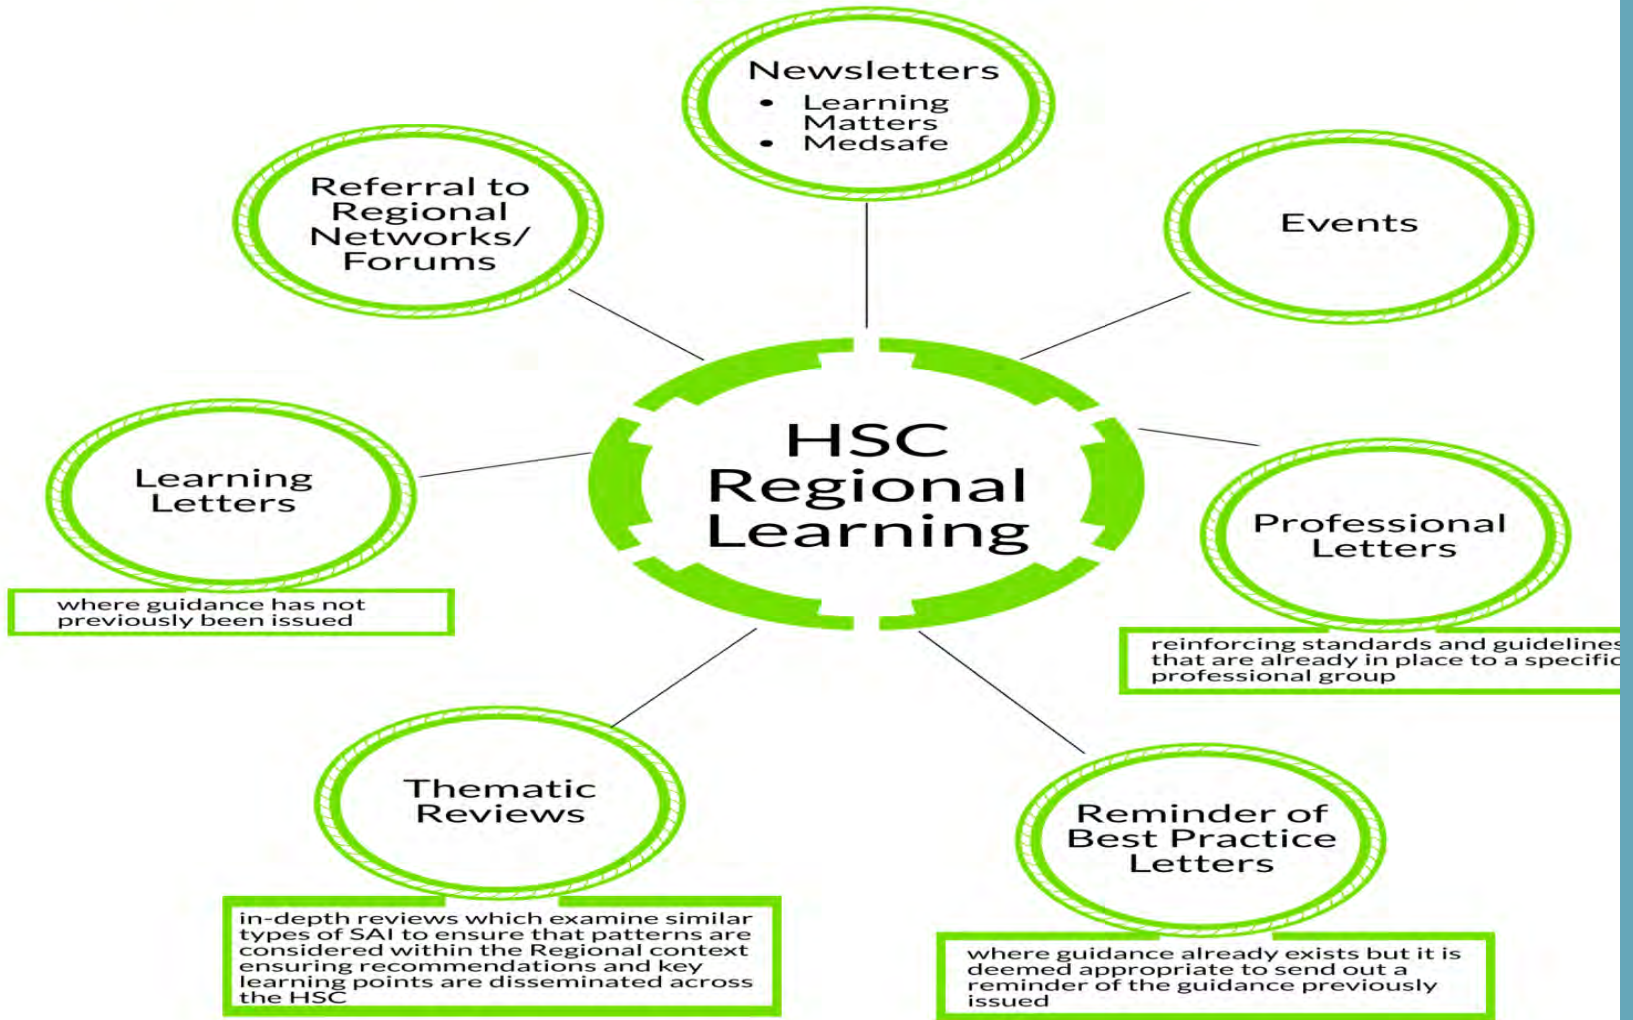 Newsletters
• Learning
Matters
• Medsafe
Referral to
Regional
Networks/
Forums
Events
HSC
Regional
Learning
Learning
Letters
where guidance has not
previously been issued
Professional
Letters
reinforcing standards and guidelines
that are already in place to a specific
professional group
Thematic
Reviews
in-depth reviews which examine similar
types of SAI to ensure that patterns are
considered within the Regional context
ensuring recommendations and key
learning points are disseminated across
the HSC
Reminder of
Best Practice
Letters
where guidance already exists but it is
deemed appropriate to send out a
reminder of the guidance previously
issued